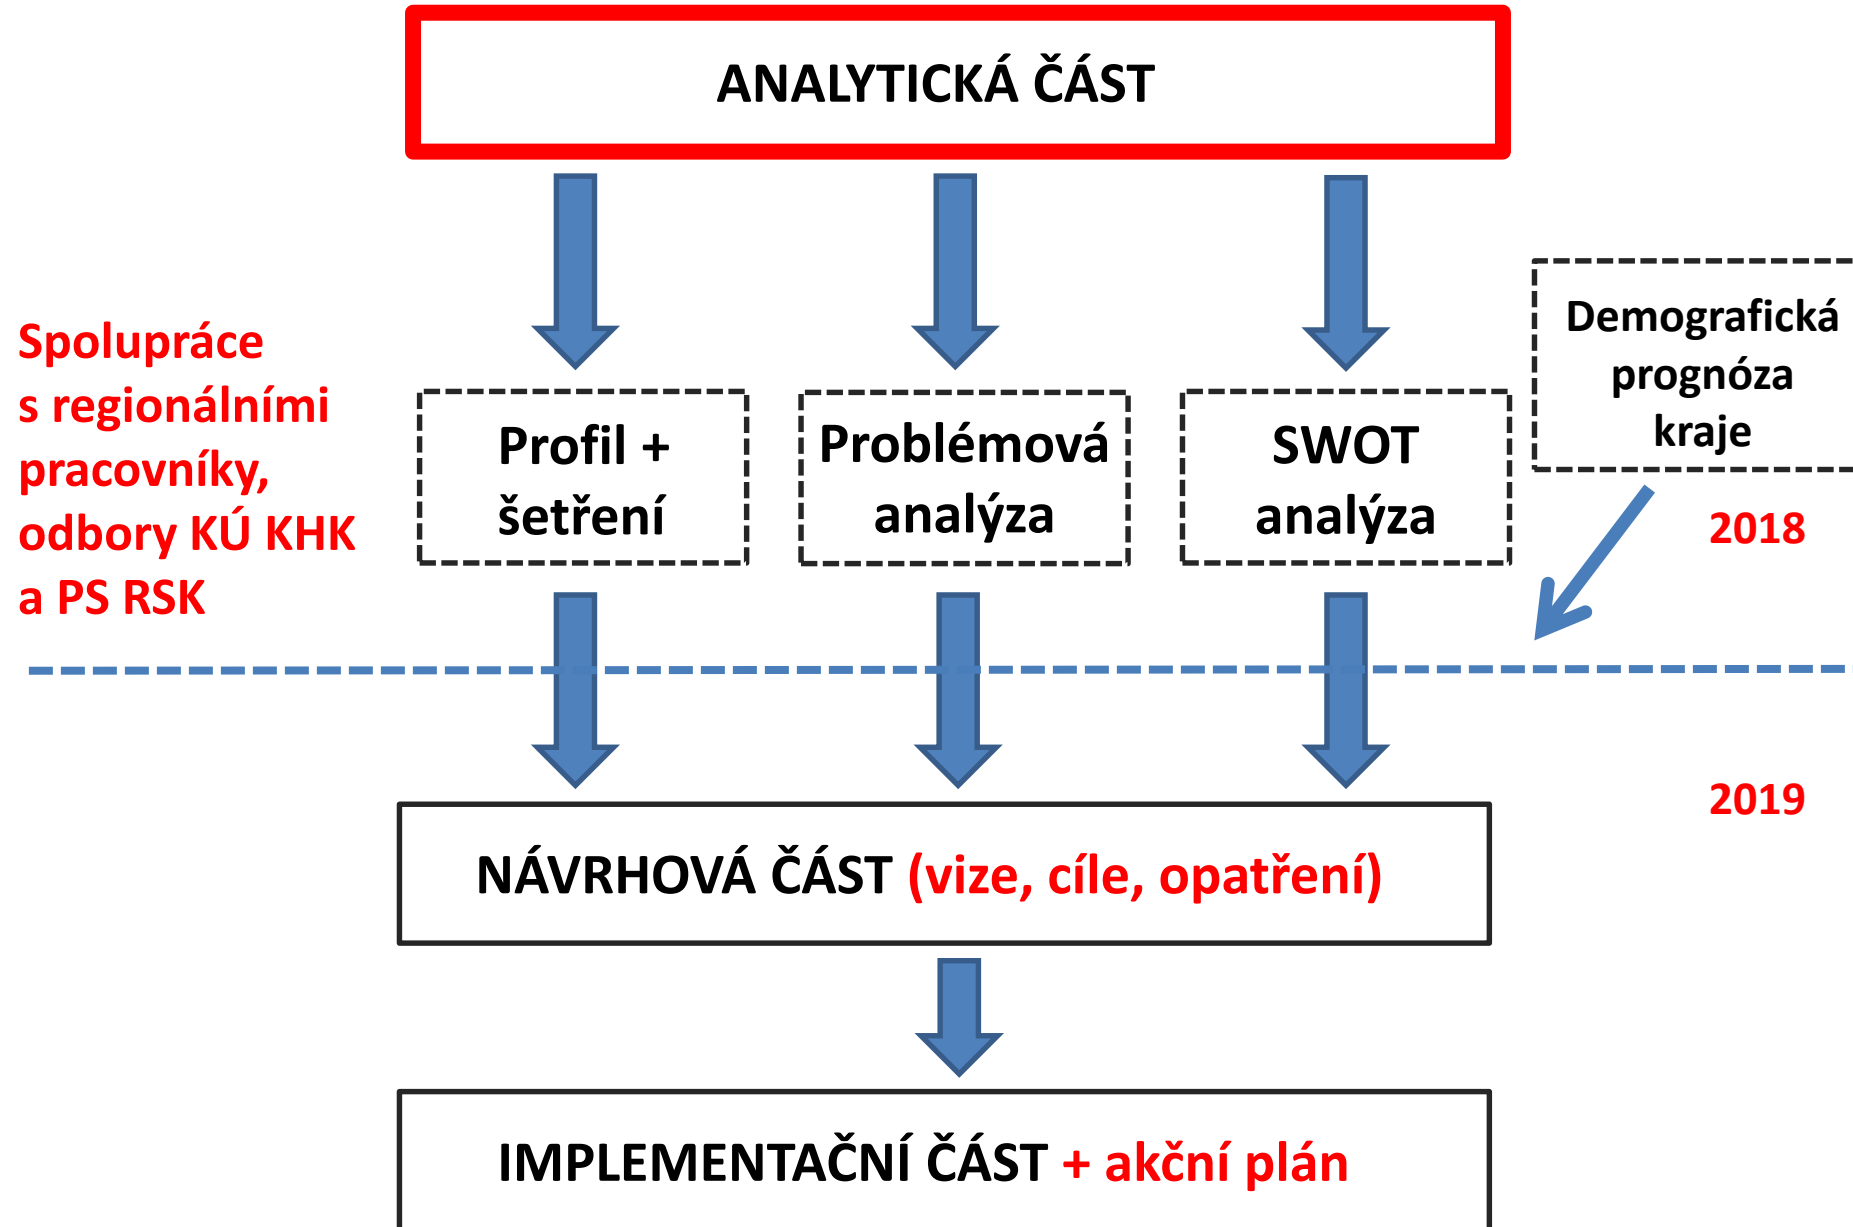 ANALYTICKÁ ČÁST
Spolupráce
s regionálními
pracovníky,
odbory KÚ KHK
a PS RSK
Profil +
šetření
Problémová
analýza
SWOT
analýza
Demografická
prognóza
kraje
2018
2019
NÁVRHOVÁ ČÁST (vize, cíle, opatření)
IMPLEMENTAČNÍ ČÁST + akční plán